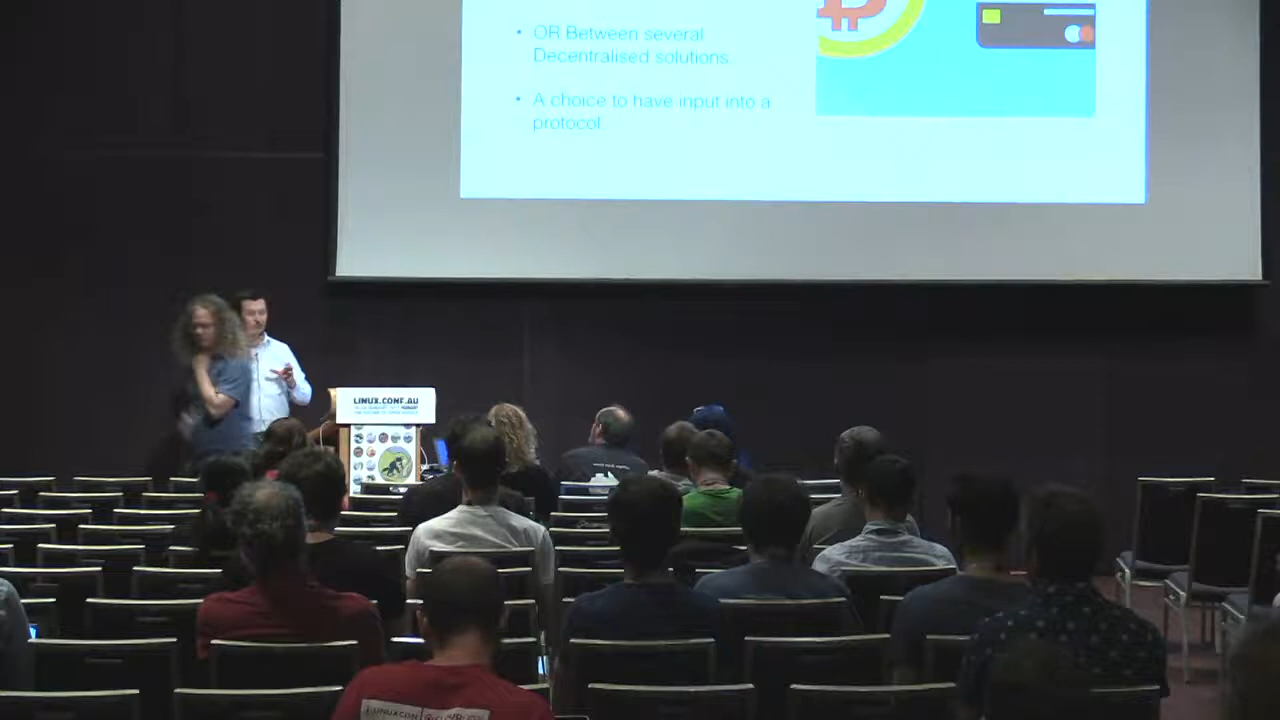 • OR Between several
Decentralised solutions.
• A choice to have input into a
protocol.
LINUX.CONF.AU